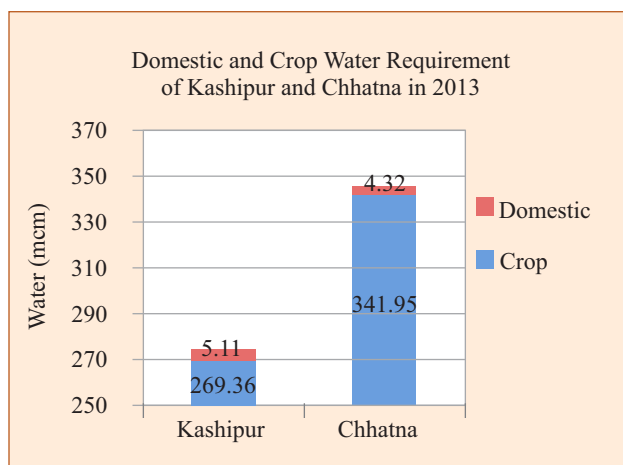 Domestic and Crop Water Requirement
of Kashipur and Chhatna in 2013
Water (mcm)
370
350
330
310
290
270
250
4.32
341.95
5.11
269.36
Kashipur
Chhatna
Domestic
Crop